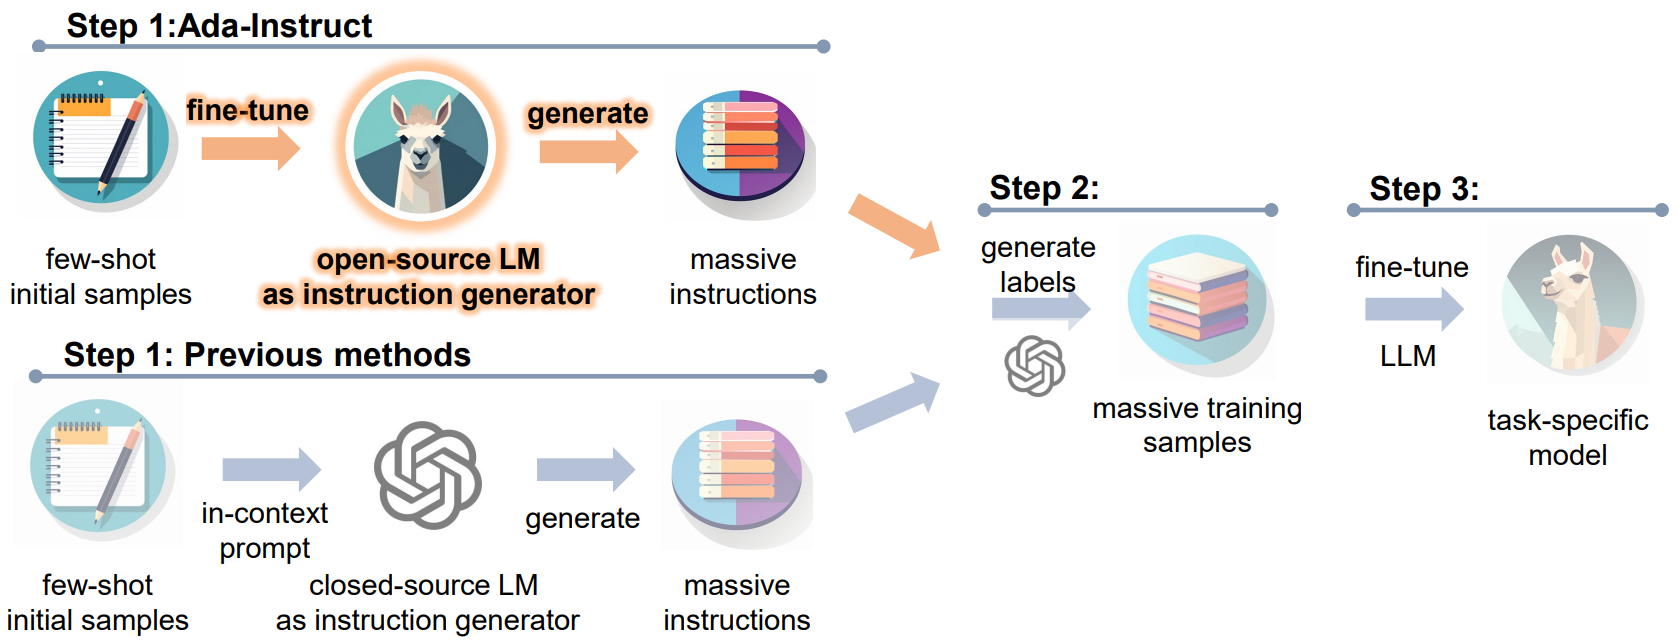 Step 1:Ada-Instruct
fine-tune
generate
few-shot
initial samples
open-source LM
as instruction generator
massive
instructions
Step 1: Previous methods
in-context
prompt
generate
few-shot
initial samples
closed-source LM
as instruction generator
massive
instructions
Step 2:
generate
labels
massive training
samples
Step 3:
fine-tune
LLM
task-specific
model